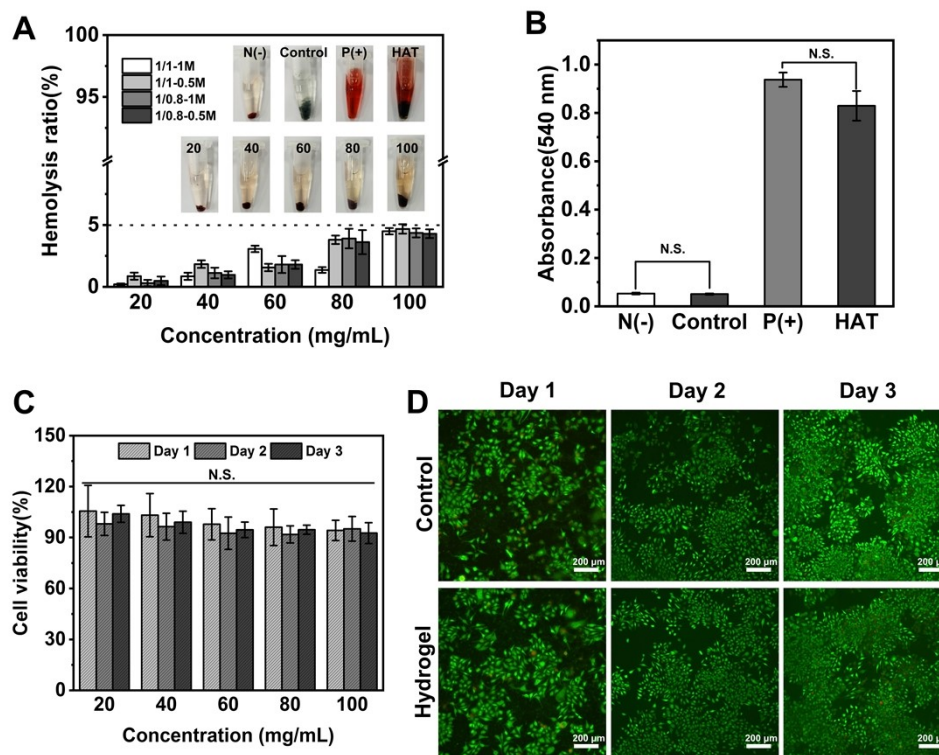 A
100
95
5
0
Hemolysis ratio(%)
1/1-1M
1/1-0.5M
1/0.8-1M
1/0.8-0.5M
N(-) Control P(+) HAT
20 40 60 80 100
20 40 60 80 100
Concentration (mg/mL)
B
1.0
0.8
0.6
0.4
0.2
0.0
Absorbance(540 nm)
N.S.
N.S.
N(-) Control P(+) HAT
C
150
120
90
60
30
0
Cell viability(%)
Day 1 Day 2 Day 3
N.S.
20 40 60 80 100
Concentration (mg/mL)
D
Day 1 Day 2 Day 3
Control
200 µm 200 µm 200 µm
Hydrogel
200 µm 200 µm 200 µm